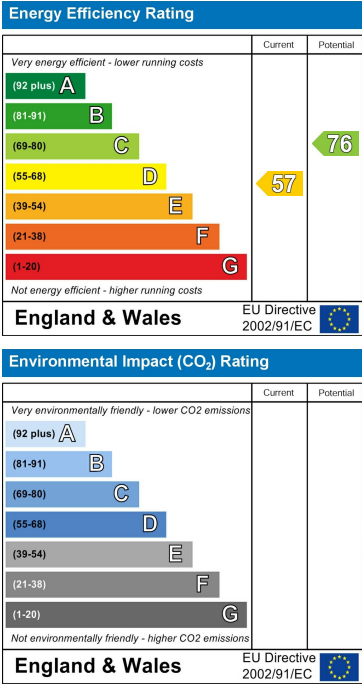 Energy Efficiency Rating
Current Potential
Very energy efficient - lower running costs
(92 plus) A
(81-91) B
(69-80) C
76
(55-68) D
57
(39-54) E
(21-38) F
(1-20) G
Not energy efficient - higher running costs
England & Wales
EU Directive
2002/91/EC
Environmental Impact (CO₂) Rating
Current Potential
Very environmentally friendly - lower CO2 emissions
(92 plus) A
(81-91) B
(69-80) C
(55-68) D
(39-54) E
(21-38) F
(1-20) G
Not environmentally friendly - higher CO2 emissions
England & Wales
EU Directive
2002/91/EC